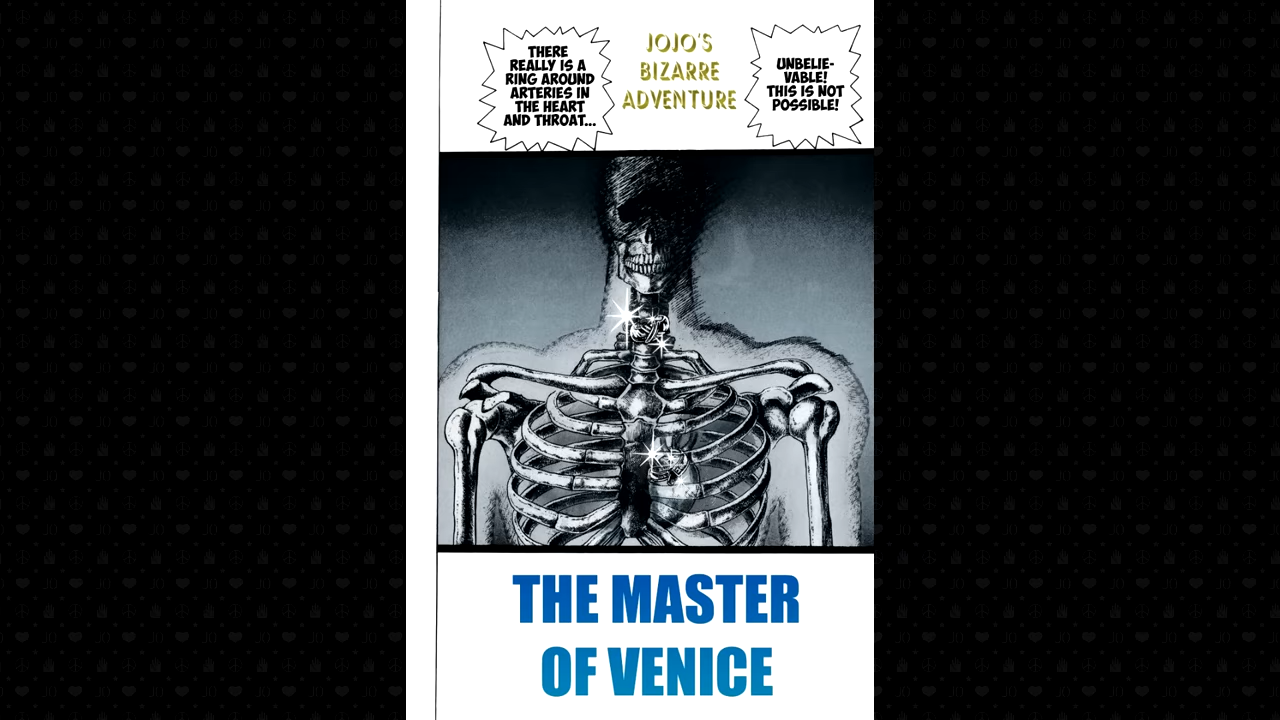 THERE
REALLY IS A
RING AROUND
ARTERIES IN
THE HEART
AND THROAT...
JOJO'S
BIZARRE
ADVENTURE
UNBELIE-
VABLE!
THIS IS NOT
POSSIBLE!
THE MASTER
OF VENICE